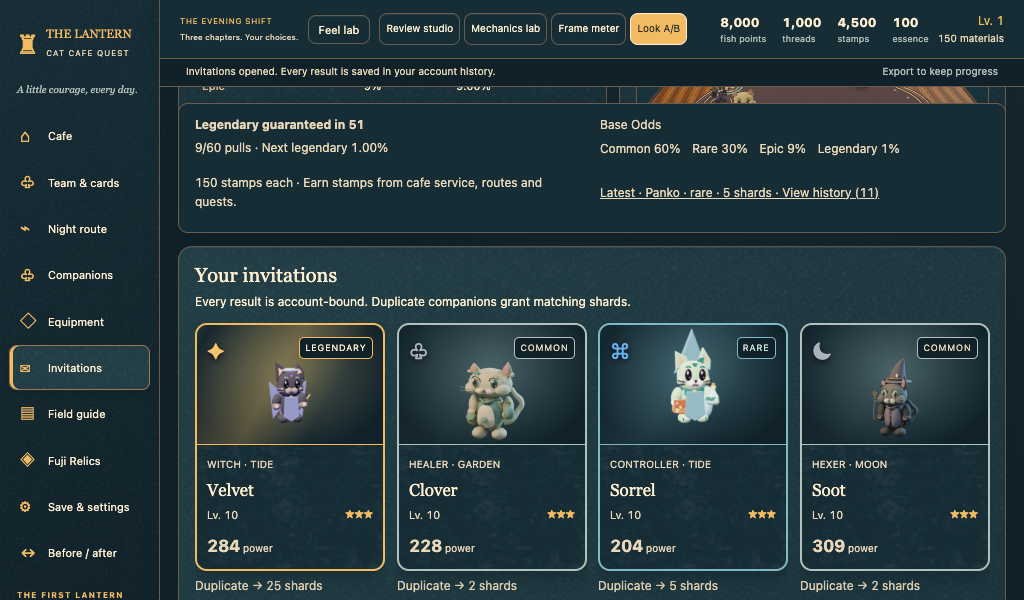 THE LANTERN
CAT CAFE QUEST
A little courage, every day.
Cafe
Team & cards
Night route
Companions
Equipment
Invitations
Field guide
Fuji Relics
Save & settings
Before / after
THE FIRST LANTERN
THE EVENING SHIFT
Three chapters. Your choices.
Feel lab
Review studio
Mechanics lab
Frame meter
Look A/B
8,000
fish points
1,000
threads
4,500
stamps
100
essence
Lv. 1
150 materials
Invitations opened. Every result is saved in your account history.
Export to keep progress
Epic 9% 9.00%
Legendary guaranteed in 51
9/60 pulls · Next legendary 1.00%
150 stamps each · Earn stamps from cafe service, routes and
quests.
Base Odds
Common 60% Rare 30% Epic 9% Legendary 1%
Latest · Panko · rare · 5 shards · View history (11)
Your invitations
Every result is account-bound. Duplicate companions grant matching shards.
LEGENDARY
WITCH · TIDE
Velvet
Lv. 10
284 power
Duplicate → 25 shards
COMMON
HEALER · GARDEN
Clover
Lv. 10
228 power
Duplicate → 2 shards
RARE
CONTROLLER · TIDE
Sorrel
Lv. 10
204 power
Duplicate → 5 shards
COMMON
HEXER · MOON
Soot
Lv. 10
309 power
Duplicate → 2 shards